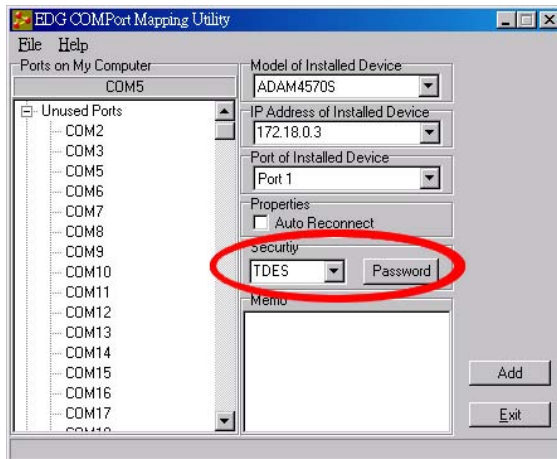 EDG COMPort Mapping Utility
File Help
Ports on My Computer
COM5
Unused Ports
COM2
COM3
COM5
COM6
COM7
COM8
COM9
COM10
COM11
COM12
COM13
COM14
COM15
COM16
COM17
Model of Installed Device
ADAM4570S
IP Address of Installed Device
172.18.0.3
Port of Installed Device
Port 1
Properties
Auto Reconnect
Securtiy
TDES
Password
Memo
Add
Exit